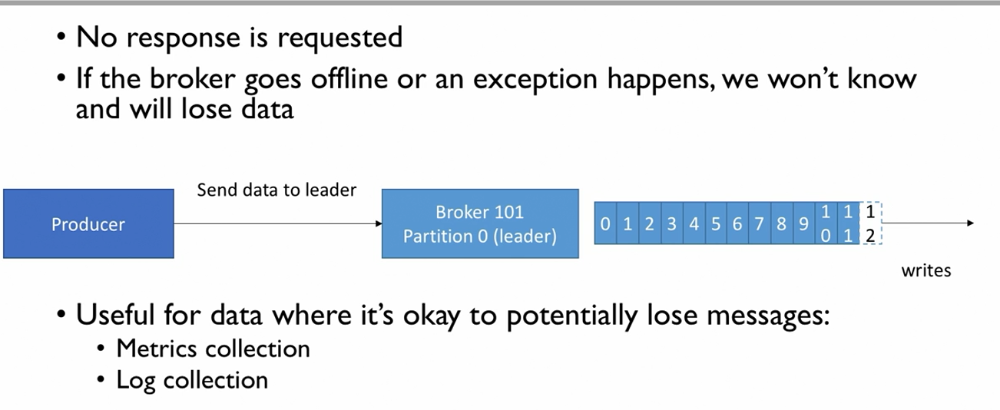 • No response is requested
• If the broker goes offline or an exception happens, we won't know
and will lose data
Send data to leader
Producer
Broker 101
Partition 0 (leader)
0 1 2 3 4 5 6 7 8 9 10 11 12
writes
• Useful for data where it's okay to potentially lose messages:
• Metrics collection
• Log collection